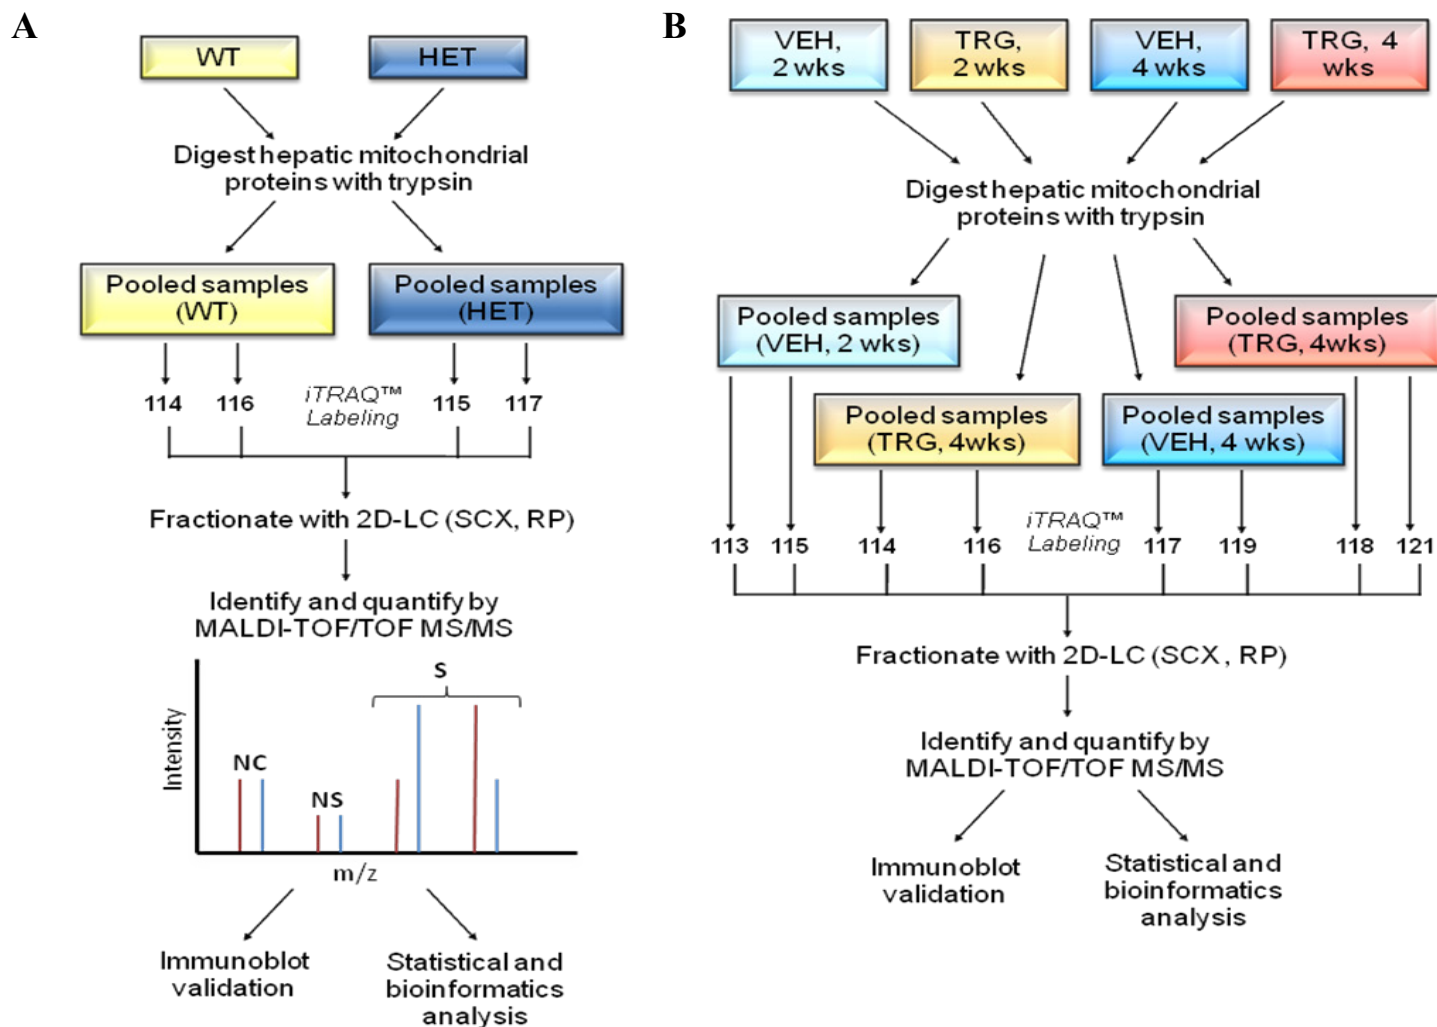 A
WT
HET
Digest hepatic mitochondrial
proteins with trypsin
Pooled samples
(WT)
Pooled samples
(HET)
114
116
iTRAQ™
Labeling
115
117
Fractionate with 2D-LC (SCX, RP)
Identify and quantify by
MALDI-TOF/TOF MS/MS
Intensity
NC
NS
S
m/z
Immunoblot
validation
Statistical and
bioinformatics
analysis
B
VEH,
2 wks
TRG,
2 wks
VEH,
4 wks
TRG, 4
wks
Digest hepatic mitochondrial
proteins with trypsin
Pooled samples
(VEH, 2 wks)
Pooled samples
(TRG, 4wks)
Pooled samples
(TRG, 4wks)
Pooled samples
(VEH, 4 wks)
113
115
114
116
iTRAQ™
Labeling
117
119
118
121
Fractionate with 2D-LC (SCX , RP)
Identify and quantify by
MALDI-TOF/TOF MS/MS
Immunoblot
validation
Statistical and
bioinformatics
analysis